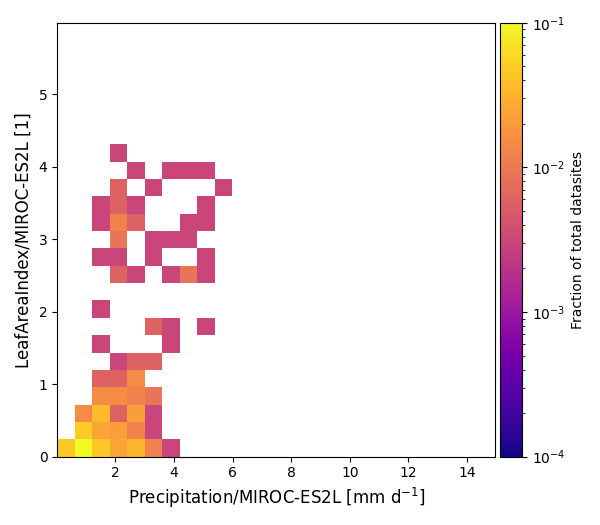 LeafAreaIndex/MIROC-ES2L [1]
5
4
3
2
1
0
2 4 6 8 10 12 14
Precipitation/MIROC-ES2L [mm d⁻¹]
10⁻¹
10⁻²
10⁻³
10⁻⁴
Fraction of total datasites